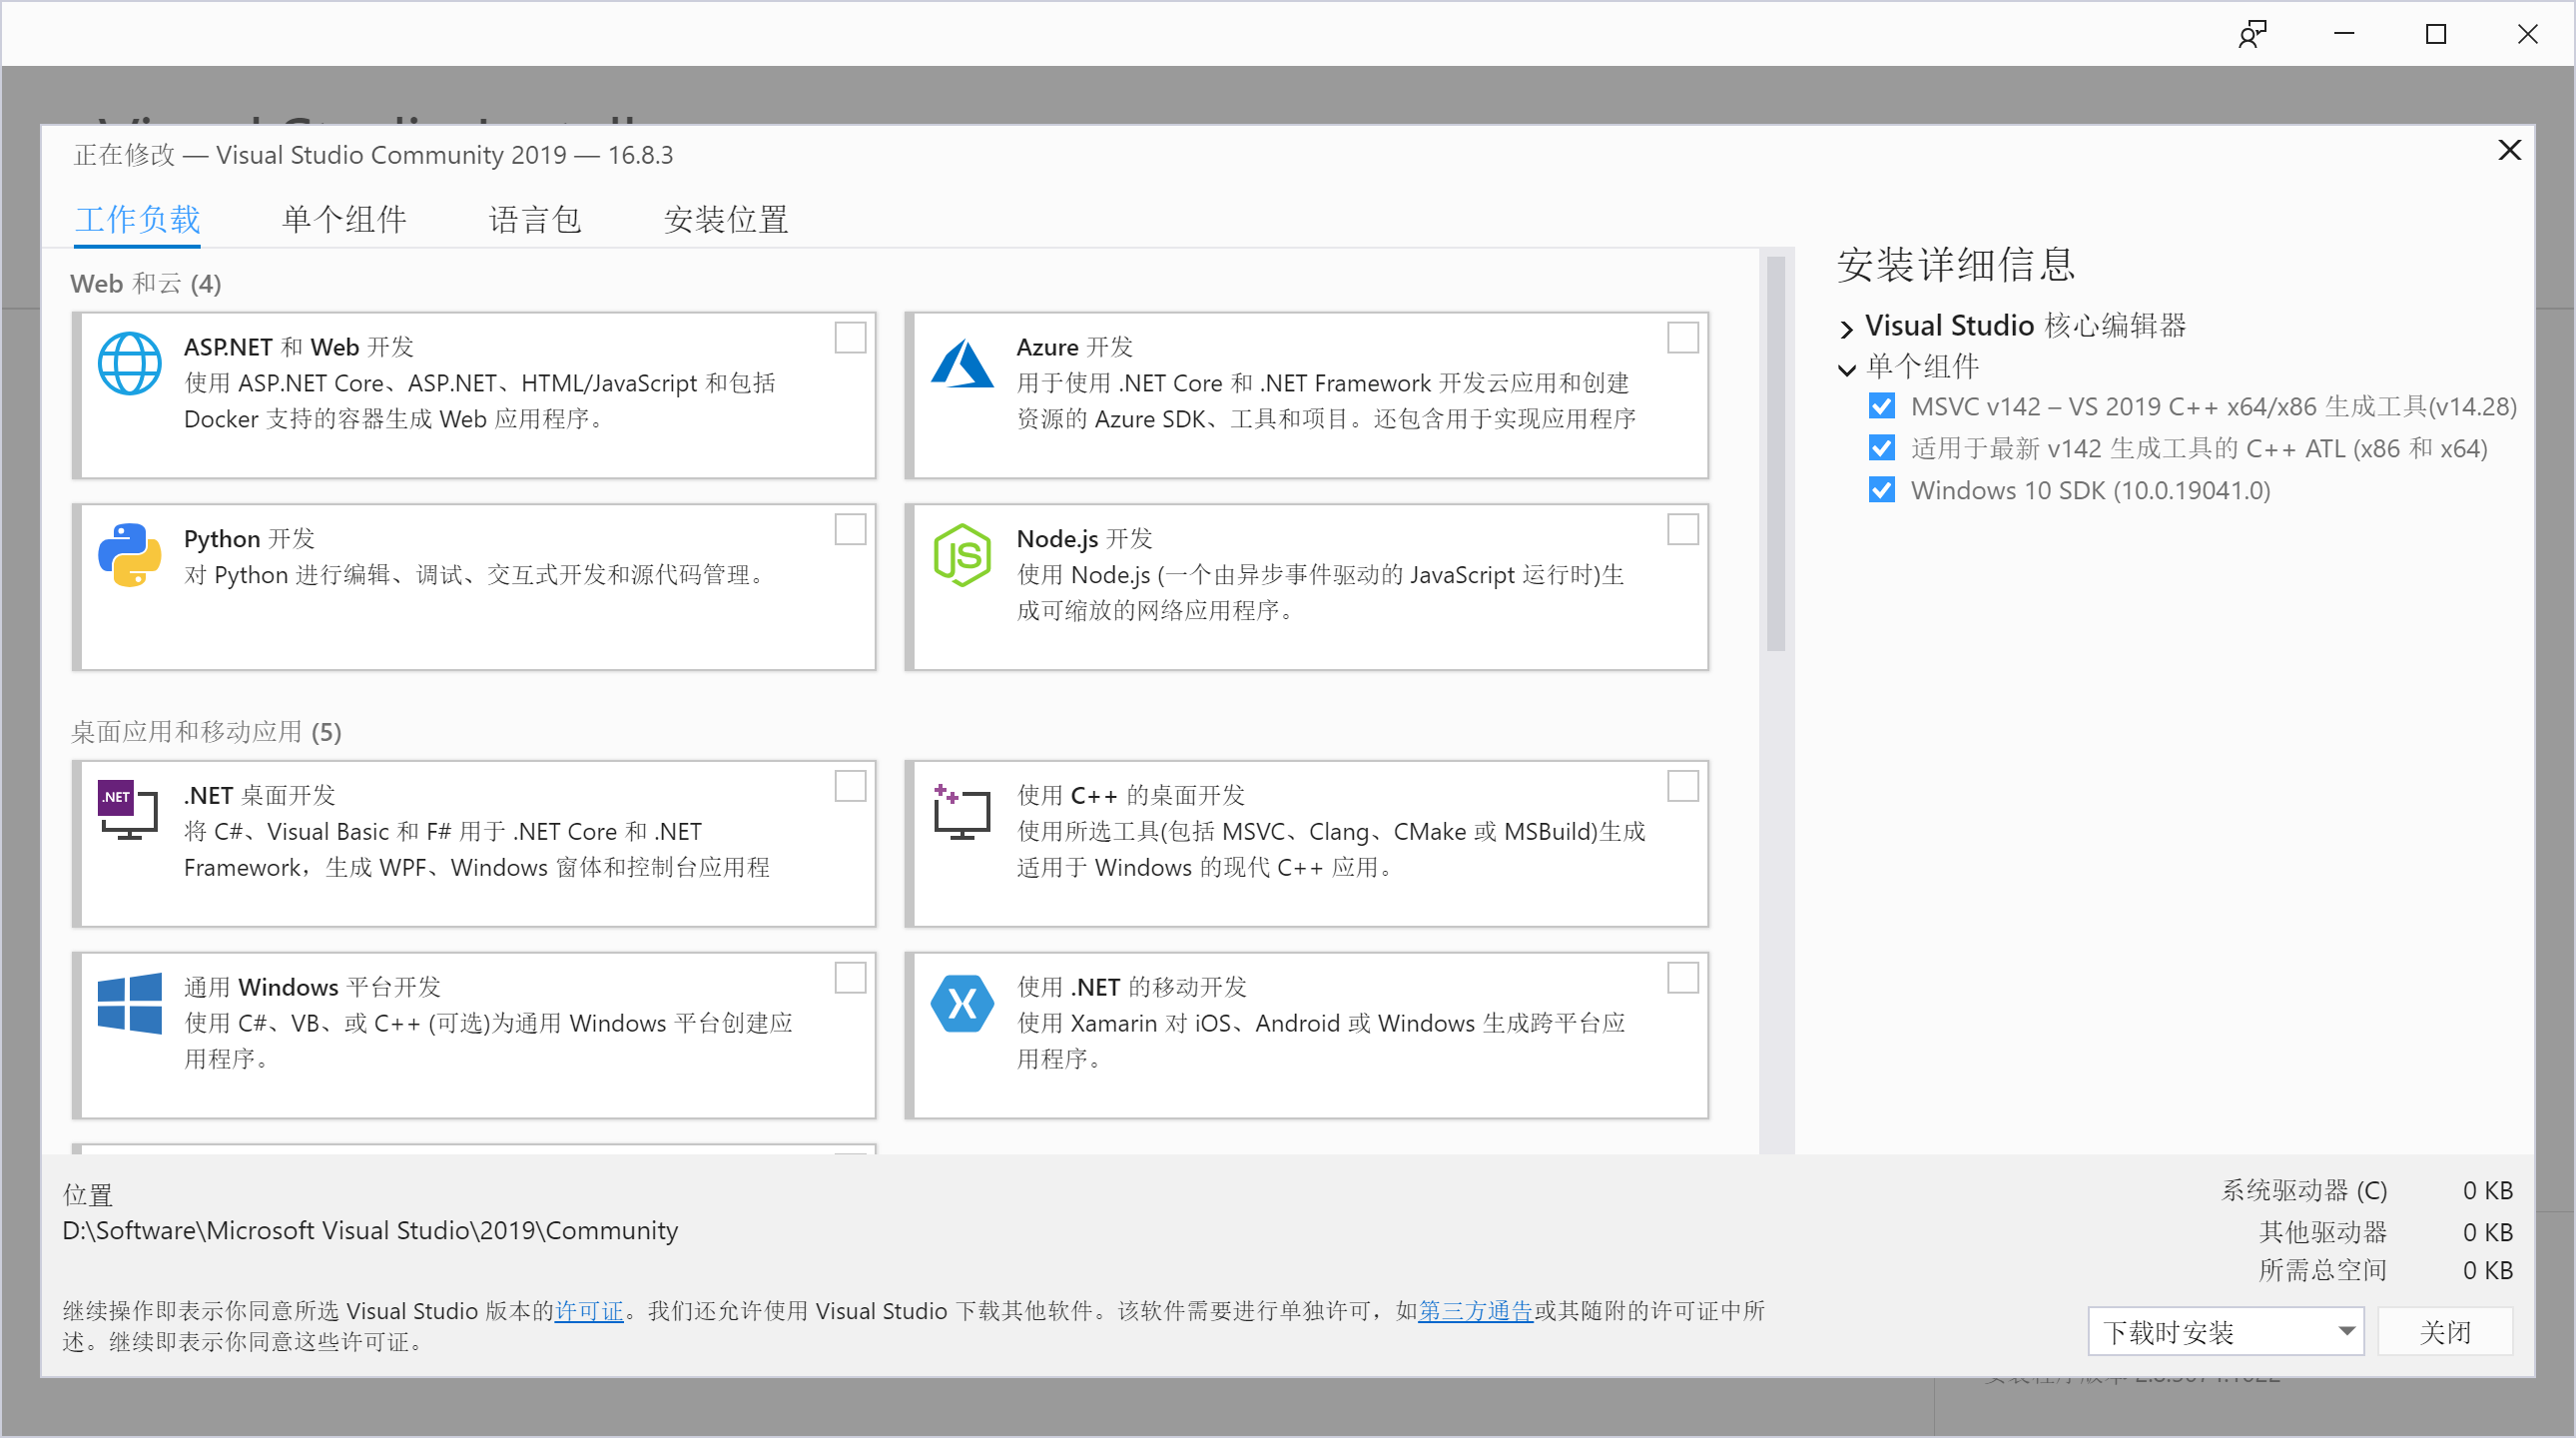 正在修改 — Visual Studio Community 2019 — 16.8.3
工作负载 单个组件 语言包 安装位置
Web 和云 (4)
ASP.NET 和 Web 开发
使用 ASP.NET Core、ASP.NET、HTML/JavaScript 和包括
Docker 支持的容器生成 Web 应用程序。
Azure 开发
用于使用 .NET Core 和 .NET Framework 开发云应用和创建
资源的 Azure SDK、工具和项目。还包含用于实现应用程序
Python 开发
对 Python 进行编辑、调试、交互式开发和源代码管理。
Node.js 开发
使用 Node.js (一个由异步事件驱动的 JavaScript 运行时)生
成可缩放的网络应用程序。
桌面应用和移动应用 (5)
.NET
.NET 桌面开发
将 C#、Visual Basic 和 F# 用于 .NET Core 和 .NET
Framework，生成 WPF、Windows 窗体和控制台应用程
使用 C++ 的桌面开发
使用所选工具(包括 MSVC、Clang、CMake 或 MSBuild)生成
适用于 Windows 的现代 C++ 应用。
通用 Windows 平台开发
使用 C#、VB、或 C++ (可选)为通用 Windows 平台创建应
用程序。
使用 .NET 的移动开发
使用 Xamarin 对 iOS、Android 或 Windows 生成跨平台应
用程序。
安装详细信息
Visual Studio 核心编辑器
单个组件
MSVC v142 – VS 2019 C++ x64/x86 生成工具(v14.28)
适用于最新 v142 生成工具的 C++ ATL (x86 和 x64)
Windows 10 SDK (10.0.19041.0)
位置
D:\Software\Microsoft Visual Studio\2019\Community
继续操作即表示你同意所选 Visual Studio 版本的许可证。我们还允许使用 Visual Studio 下载其他软件。该软件需要进行单独许可，如第三方通告或其随附的许可证中所
述。继续即表示你同意这些许可证。
系统驱动器 (C) 0 KB
其他驱动器 0 KB
所需总空间 0 KB
下载时安装
关闭